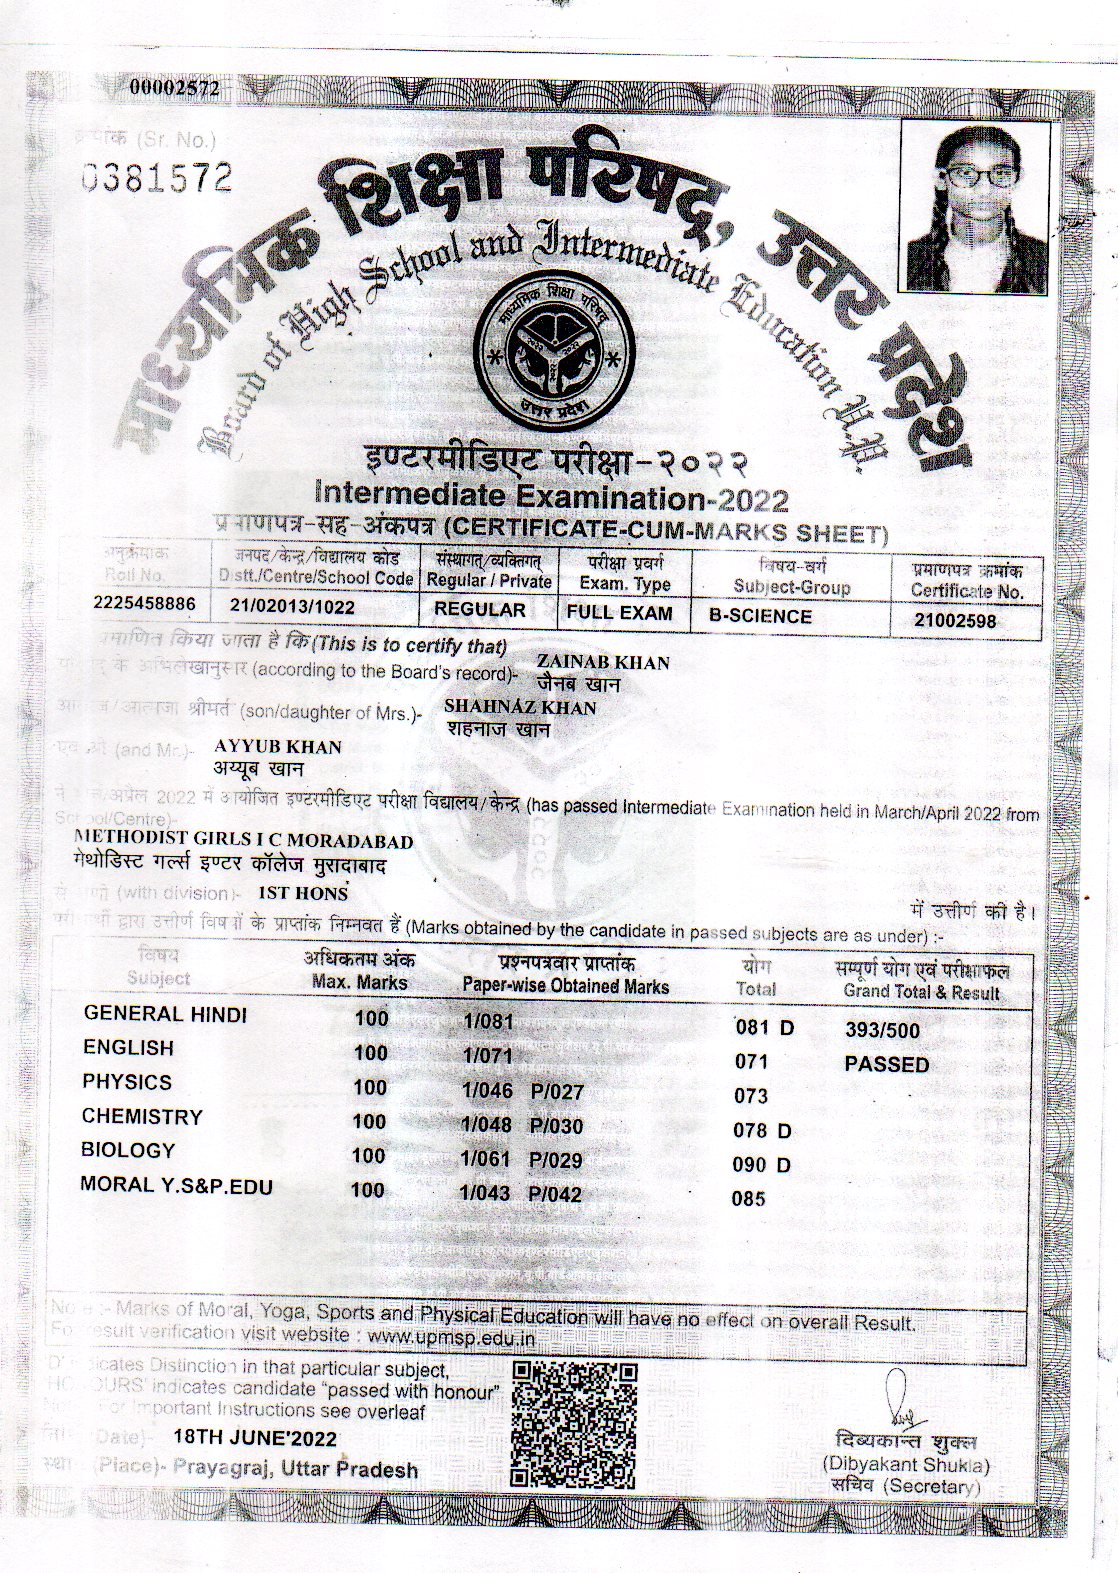 00002572
(Sr. No.)
0381572
माध्यमिक शिक्षा परिषद्, उत्तर प्रदेश
Board of High School and Intermediate Education U.P.
माध्यमिक शिक्षा परिषद्
उत्तर प्रदेश
इण्टरमीडिएट परीक्षा-२०२२
Intermediate Examination-2022
प्रमाणपत्र-सह-अंकपत्र (CERTIFICATE-CUM-MARKS SHEET)
अनुक्रमांक जनपद/केन्द्र/विद्यालय कोड संस्थागत/व्यक्तिगत परीक्षा प्रवर्ग विषय-वर्ग प्रमाणपत्र क्रमांक
Roll No. Distt./Centre/School Code Regular / Private Exam. Type Subject-Group Certificate No.
2225458886 21/02013/1022 REGULAR FULL EXAM B-SCIENCE 21002598
प्रमाणित किया जाता है कि (This is to certify that)
के अभिलेखानुसार (according to the Board's record)- ZAINAB KHAN
जैनब खान
आत्मजा श्रीमती (son/daughter of Mrs.)- SHAHNAZ KHAN
शहनाज खान
(and Mr.)- AYYUB KHAN
अय्यूब खान
अप्रैल 2022 में आयोजित इण्टरमीडिएट परीक्षा विद्यालय/केन्द्र (has passed Intermediate Examination held in March/April 2022 from
School/Centre)-
METHODIST GIRLS I C MORADABAD
मेथोडिस्ट गर्ल्स इण्टर कॉलेज मुरादाबाद
(with division)- 1ST HONS
में उत्तीर्ण की है।
द्वारा उत्तीर्ण विषयों के प्राप्तांक निम्नवत हैं (Marks obtained by the candidate in passed subjects are as under) :-
विषय अधिकतम अंक प्रश्नपत्रवार प्राप्तांक योग सम्पूर्ण योग एवं परीक्षाफल
Subject Max. Marks Paper-wise Obtained Marks Total Grand Total & Result
GENERAL HINDI 100 1/081 081 D 393/500
ENGLISH 100 1/071 071 PASSED
PHYSICS 100 1/046 P/027 073
CHEMISTRY 100 1/048 P/030 078 D
BIOLOGY 100 1/061 P/029 090 D
MORAL Y.S&P.EDU 100 1/043 P/042 085
Note :- Marks of Moral, Yoga, Sports and Physical Education will have no effect on overall Result.
For result verification visit website : www.upmsp.edu.in
indicates Distinction in that particular subject,
indicates candidate "passed with honour"
For Important Instructions see overleaf
(Date)- 18TH JUNE'2022
(Place)- Prayagraj, Uttar Pradesh
दिव्यकान्त शुक्ल
(Dibyakant Shukla)
सचिव (Secretary)